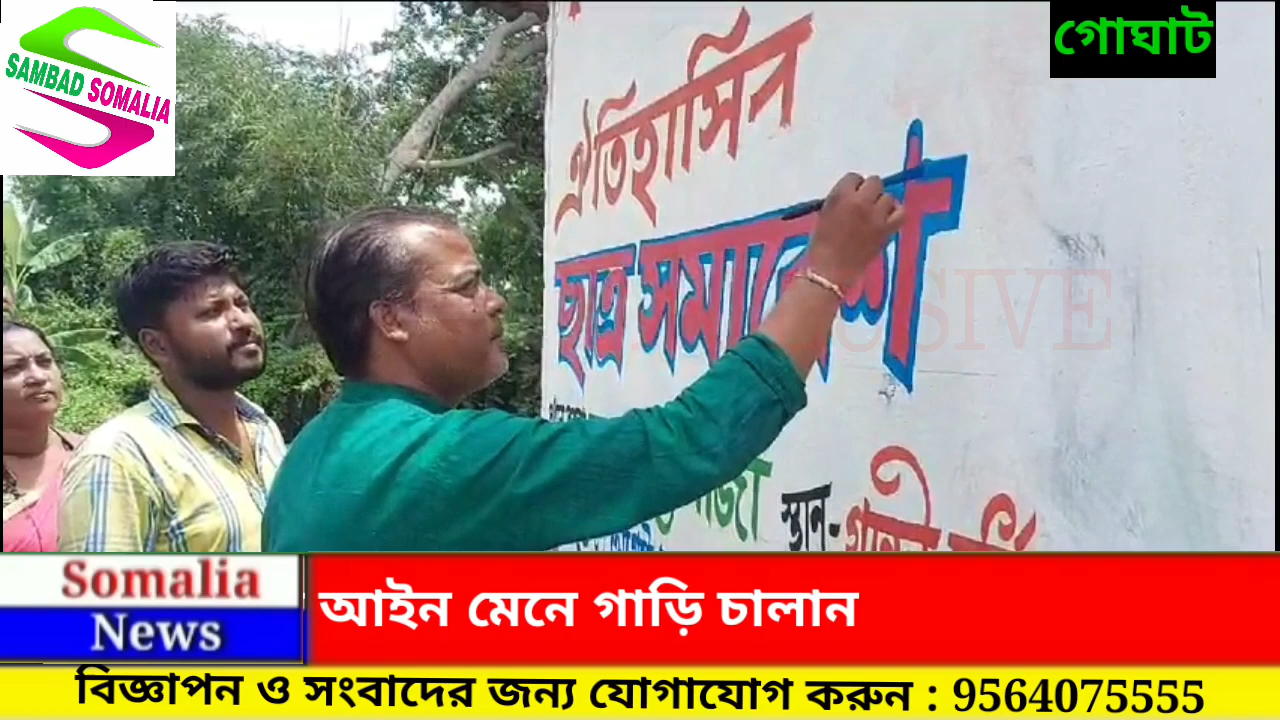 SAMBAD SOMALIA
গোঘাট
ঐতিহাসিন
ছাত্র সমাবেশ
স্থান-
Somalia
News
আইন মেনে গাড়ি চালান
বিজ্ঞাপন ও সংবাদের জন্য যোগাযোগ করুন : 9564075555